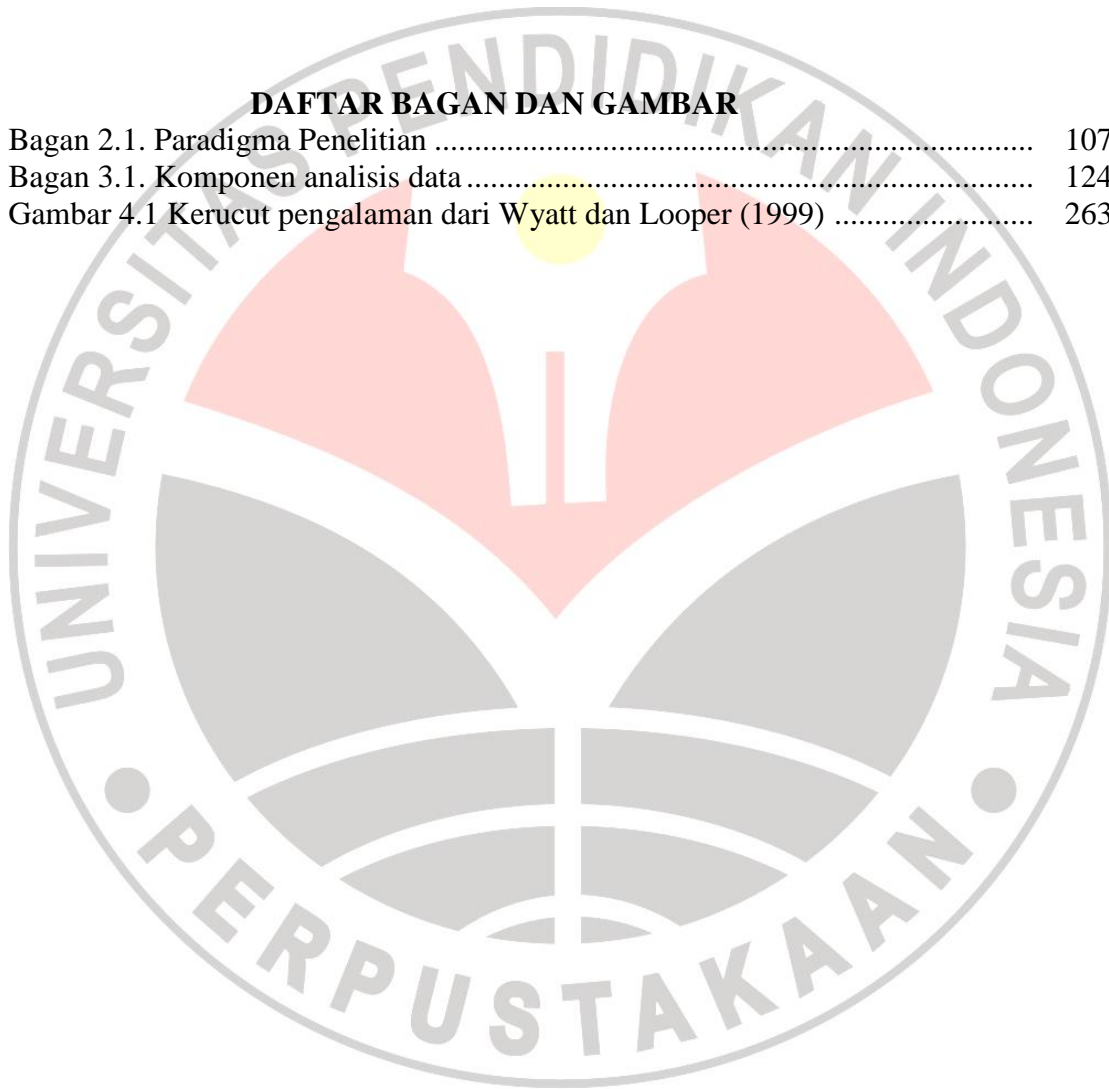 DAFTAR BAGAN DAN GAMBAR
Bagan 2.1. Paradigma Penelitian ............................................................................................ 107
Bagan 3.1. Komponen analisis data ....................................................................................... 124
Gambar 4.1 Kerucut pengalaman dari Wyatt dan Looper (1999) ............................... 263
UNIVERSITAS PENDIDIKAN INDONESIA
PERPUSTAKAAN